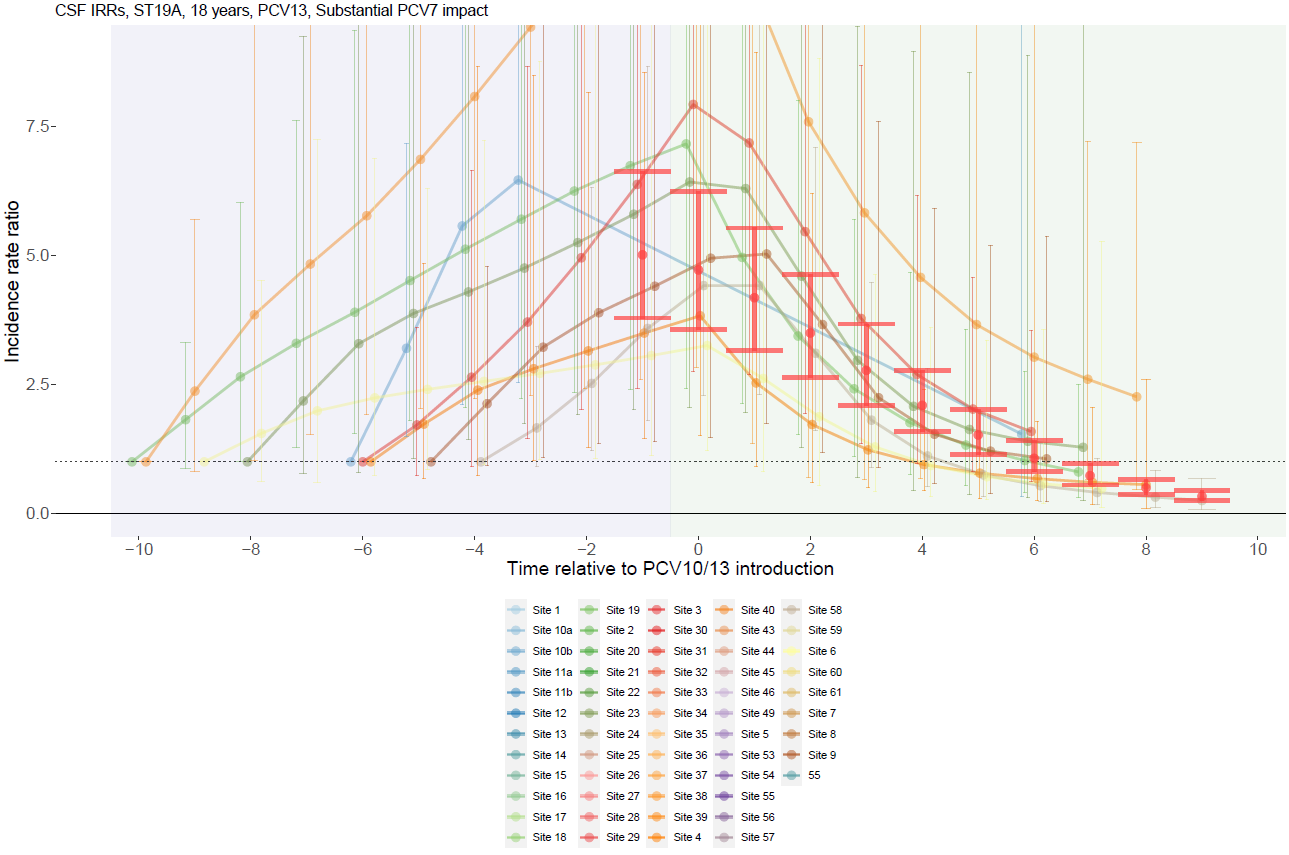 CSF IRRs, ST19A, 18 years, PCV13, Substantial PCV7 impact
Incidence rate ratio
7.5
5.0
2.5
0.0
−10 −8 −6 −4 −2 0 2 4 6 8 10
Time relative to PCV10/13 introduction
Site 1 Site 19 Site 3 Site 40 Site 58
Site 10a Site 2 Site 30 Site 43 Site 59
Site 10b Site 20 Site 31 Site 44 Site 6
Site 11a Site 21 Site 32 Site 45 Site 60
Site 11b Site 22 Site 33 Site 46 Site 61
Site 12 Site 23 Site 34 Site 49 Site 7
Site 13 Site 24 Site 35 Site 5 Site 8
Site 14 Site 25 Site 36 Site 53 Site 9
Site 15 Site 26 Site 37 Site 54 55
Site 16 Site 27 Site 38 Site 55
Site 17 Site 28 Site 39 Site 56
Site 18 Site 29 Site 4 Site 57